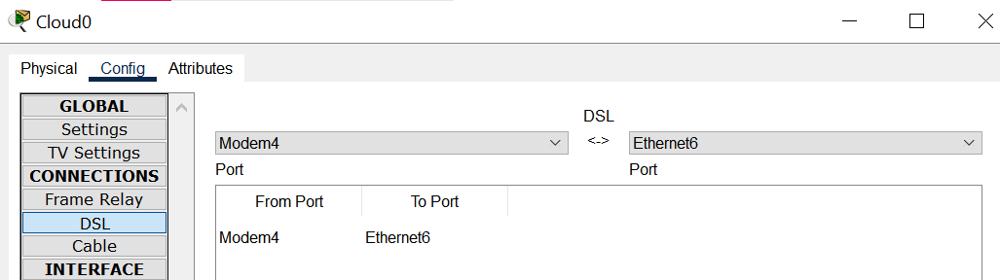 Cloud0
Physical Config Attributes
GLOBAL
Settings
TV Settings
CONNECTIONS
Frame Relay
DSL
Cable
INTERFACE
DSL
Modem4 <-> Ethernet6
Port Port
From Port To Port
Modem4 Ethernet6